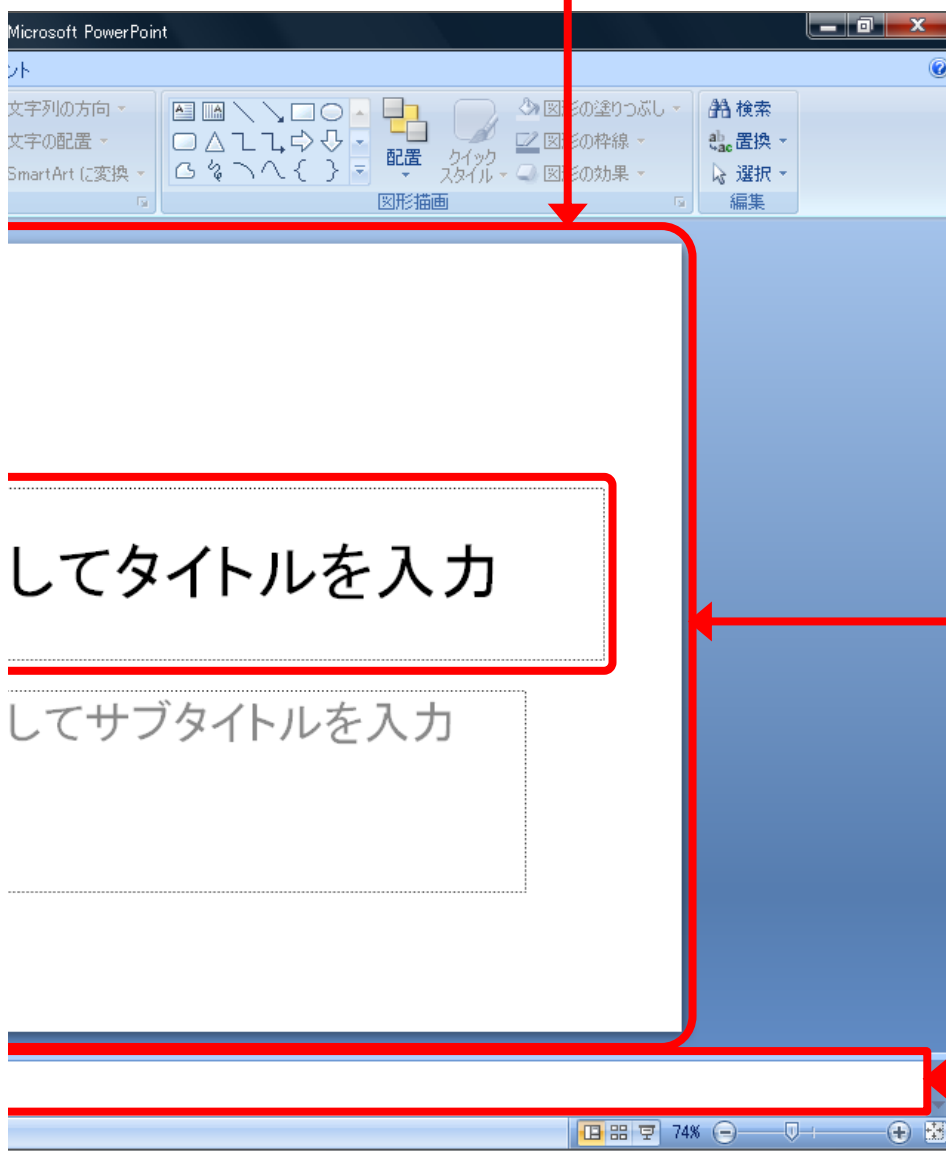 Microsoft PowerPoint
ント
文字列の方向
文字の配置
SmartArt に変換
配置
クイック
スタイル
図形の塗りつぶし
図形の枠線
図形の効果
図形描画
検索
置換
選択
編集
してタイトルを入力
してサブタイトルを入力
74%